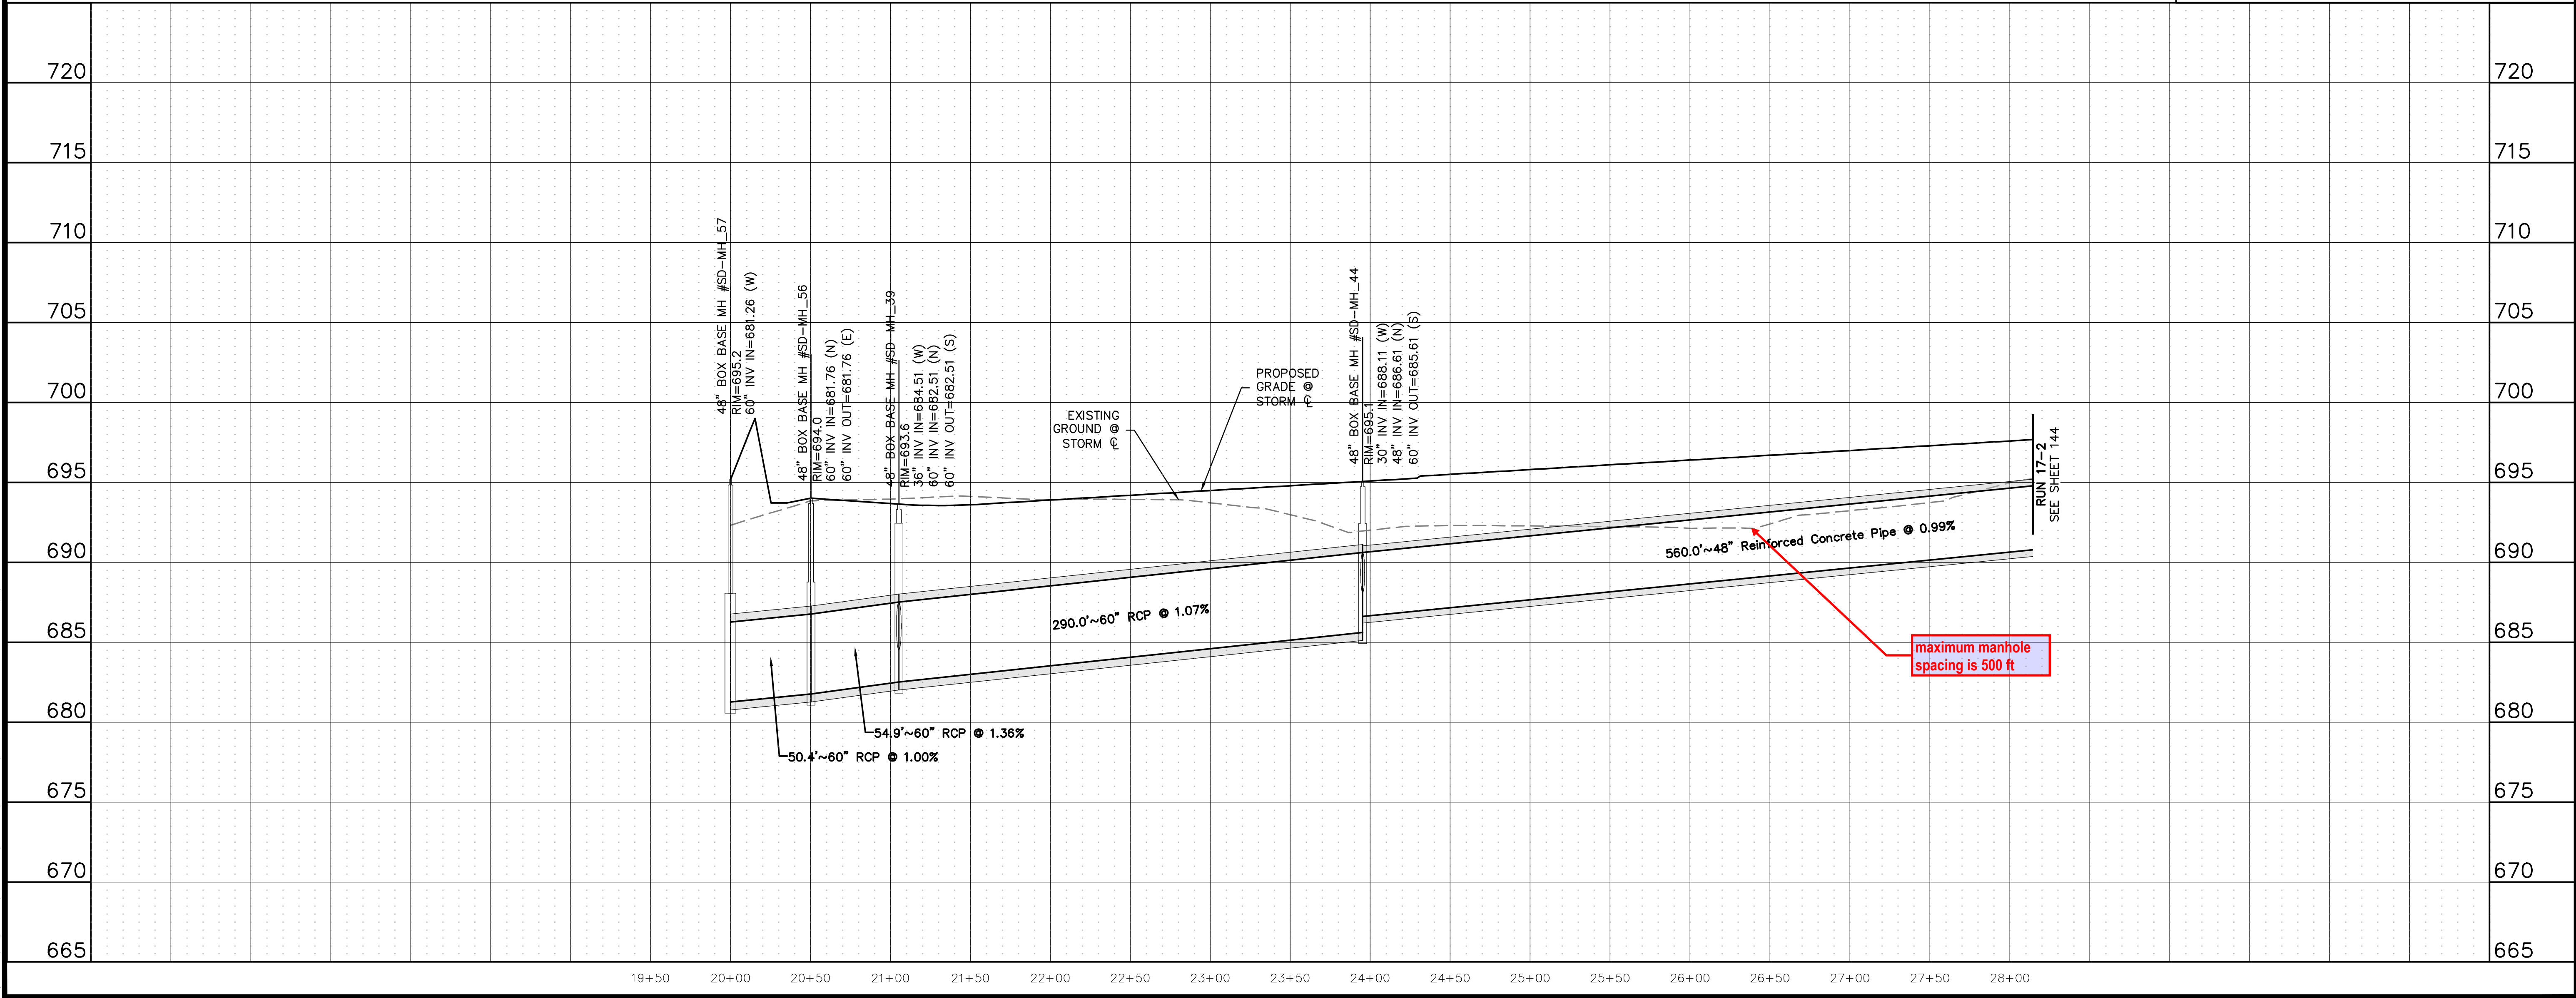 720
715
710
705
700
695
690
685
680
675
670
665
48" BOX BASE MH #SD-MH_57
RIM=695.2
60" INV IN=681.26 (W)
48" BOX BASE MH #SD-MH_56
RIM=694.0
60" INV IN=681.76 (N)
60" INV OUT=681.76 (E)
48" BOX BASE MH #SD-MH_39
RIM=693.6
36" INV IN=684.51 (W)
60" INV IN=682.51 (N)
60" INV OUT=682.51 (S)
EXISTING
GROUND @
STORM ℄
PROPOSED
GRADE @
STORM ℄
48" BOX BASE MH #SD-MH_44
RIM=695.1
30" INV IN=688.11 (W)
48" INV IN=686.61 (N)
60" INV OUT=685.61 (S)
RUN 17-2
SEE SHEET 144
560.0'~48" Reinforced Concrete Pipe @ 0.99%
290.0'~60" RCP @ 1.07%
maximum manhole
spacing is 500 ft
54.9'~60" RCP @ 1.36%
50.4'~60" RCP @ 1.00%
720
715
710
705
700
695
690
685
680
675
670
665
19+50 20+00 20+50 21+00 21+50 22+00 22+50 23+00 23+50 24+00 24+50 25+00 25+50 26+00 26+50 27+00 27+50 28+00